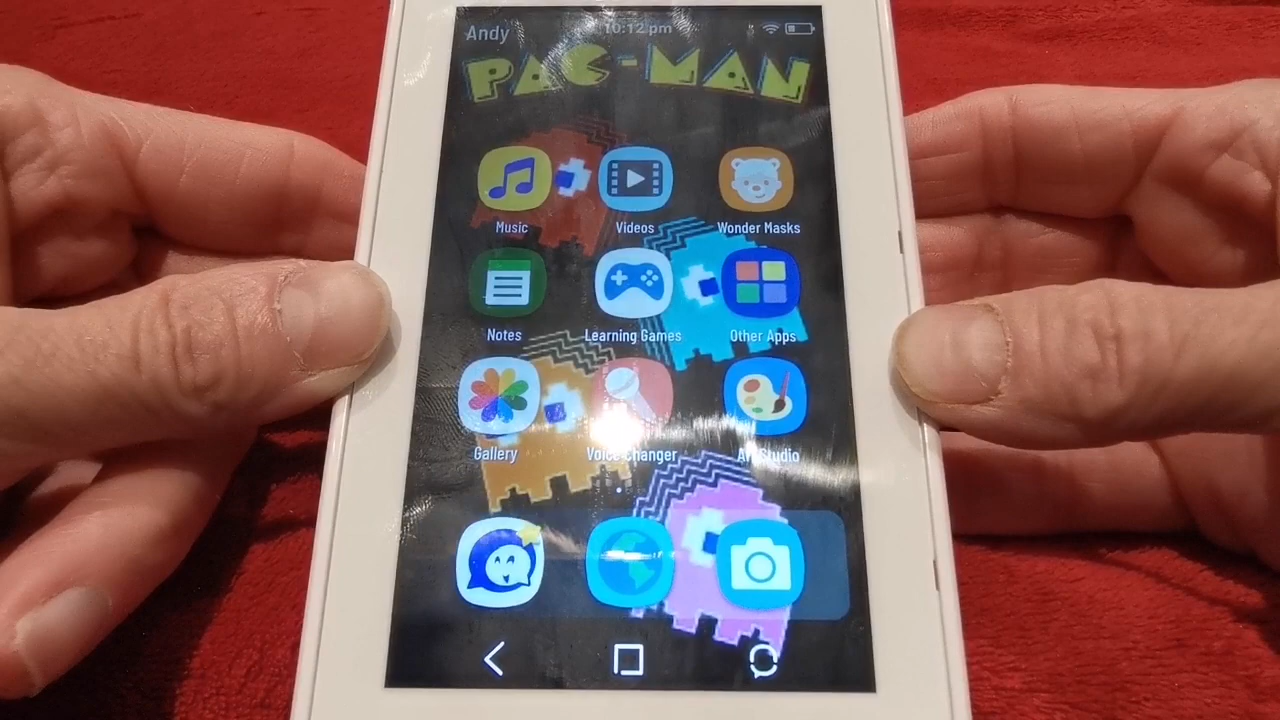 Andy 10:12 pm
PAC-MAN
Music Videos Wonder Masks
Notes Learning Games Other Apps
Gallery Voice Changer Art Studio